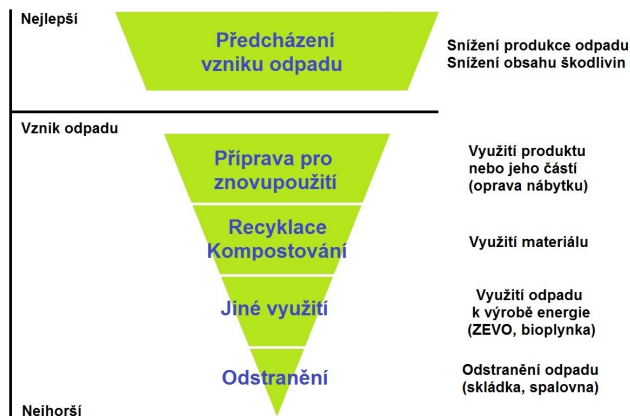 Nejlepší
Předcházení
vzniku odpadu
Snížení produkce odpadu
Snížení obsahu škodlivin
Vznik odpadu
Příprava pro
znovupoužití
Využití produktu
nebo jeho částí
(oprava nábytku)
Recyklace
Kompostování
Využití materiálu
Jiné využití
Využití odpadu
k výrobě energie
(ZEVO, bioplynka)
Odstranění
Odstranění odpadu
(skládka, spalovna)
Nejhorší